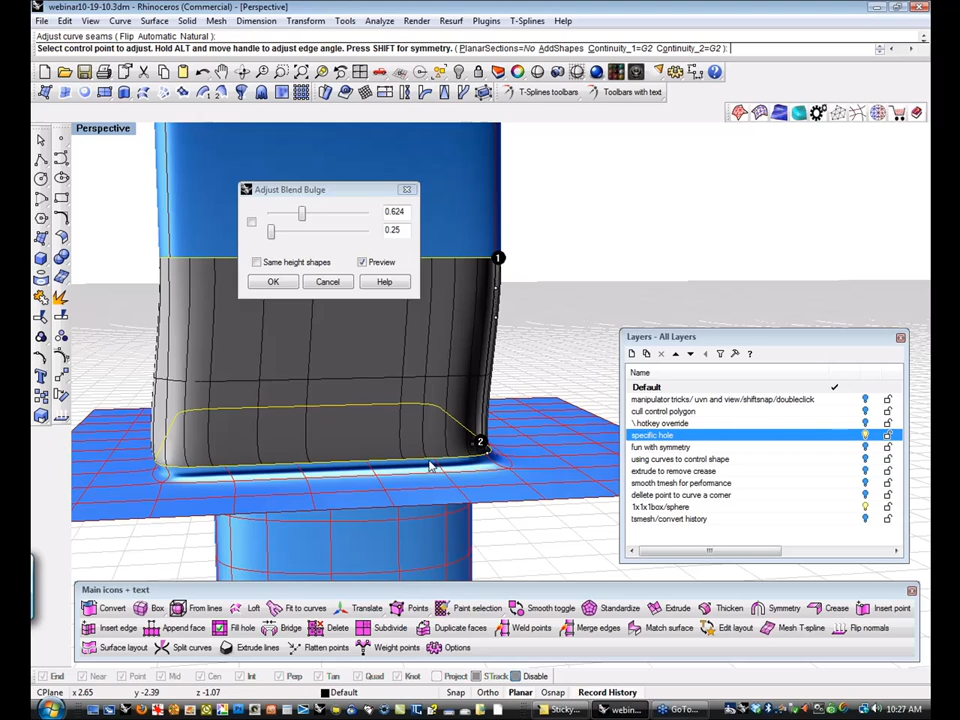 webinar10-19-10.3dm - Rhinoceros (Commercial) - [Perspective]
File Edit View Curve Surface Solid Mesh Dimension Transform Tools Analyze Render Resurf Plugins T-Splines Help
Adjust curve seams ( Flip Automatic Natural ):
Select control point to adjust. Hold ALT and move handle to adjust edge angle. Press SHIFT for symmetry. ( PlanarSections=No AddShapes Continuity_1=G2 Continuity_2=G2 ):
T-Splines toolbars Toolbars with text
Perspective
Adjust Blend Bulge
0.624
0.25
Same height shapes Preview
OK Cancel Help
1
2
Layers - All Layers
Name
Default
manipulator tricks/ uvn and view/shiftsnap/doubleclick
cull control polygon
\hotkey override
specific hole
fun with symmetry
using curves to control shape
extrude to remove crease
smooth tmesh for performance
dellete point to curve a corner
1x1x1box/sphere
tsmesh/convert history
Main icons + text
Convert Box From lines Loft Fit to curves Translate Points Paint selection Smooth toggle Standardize Extrude Thicken Symmetry Crease Insert point
Insert edge Append face Fill hole Bridge Delete Subdivide Duplicate faces Weld points Merge edges Match surface Edit layout Mesh T-spline Flip normals
Surface layout Split curves Extrude lines Flatten points Weight points Options
End Near Point Mid Cen Int Perp Tan Quad Knot Project STrack Disable
CPlane x 2.65 y -2.39 z -1.07 Default Snap Ortho Planar Osnap Record History
Sticky... webin... GoTo... 10:27 AM